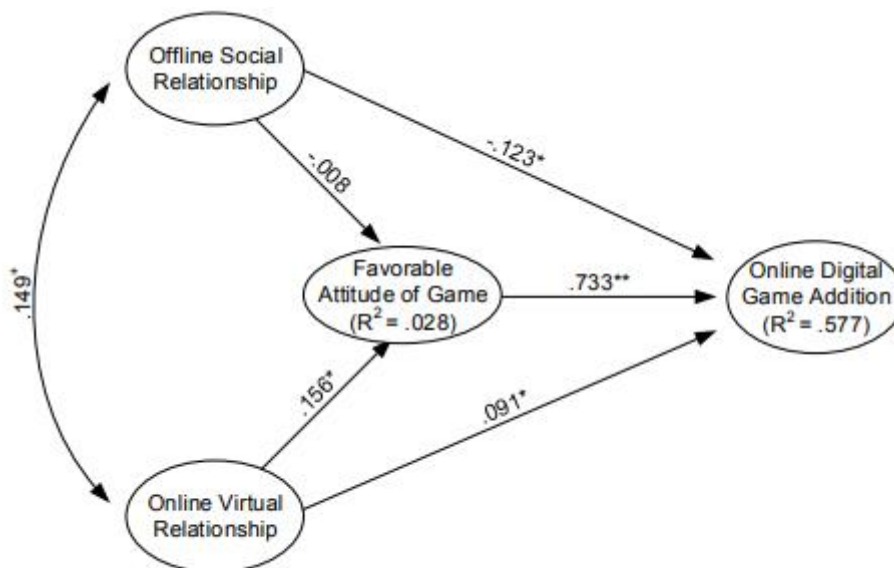 Offline Social
Relationship
-.123*
-.008
.149*
Favorable
Attitude of Game
(R² = .028)
.733**
Online Digital
Game Addition
(R² = .577)
.156*
.091*
Online Virtual
Relationship